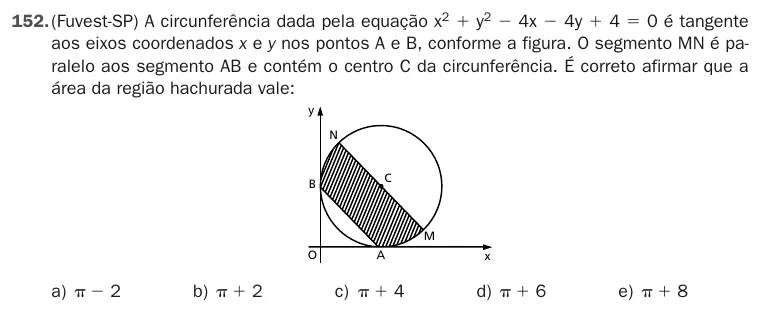 152. (Fuvest-SP) A circunferência dada pela equação x² + y² − 4x − 4y + 4 = 0 é tangente
aos eixos coordenados x e y nos pontos A e B, conforme a figura. O segmento MN é pa-
ralelo aos segmento AB e contém o centro C da circunferência. É correto afirmar que a
área da região hachurada vale:
y
N
C
B
M
O
A
x
a) π − 2 b) π + 2 c) π + 4 d) π + 6 e) π + 8